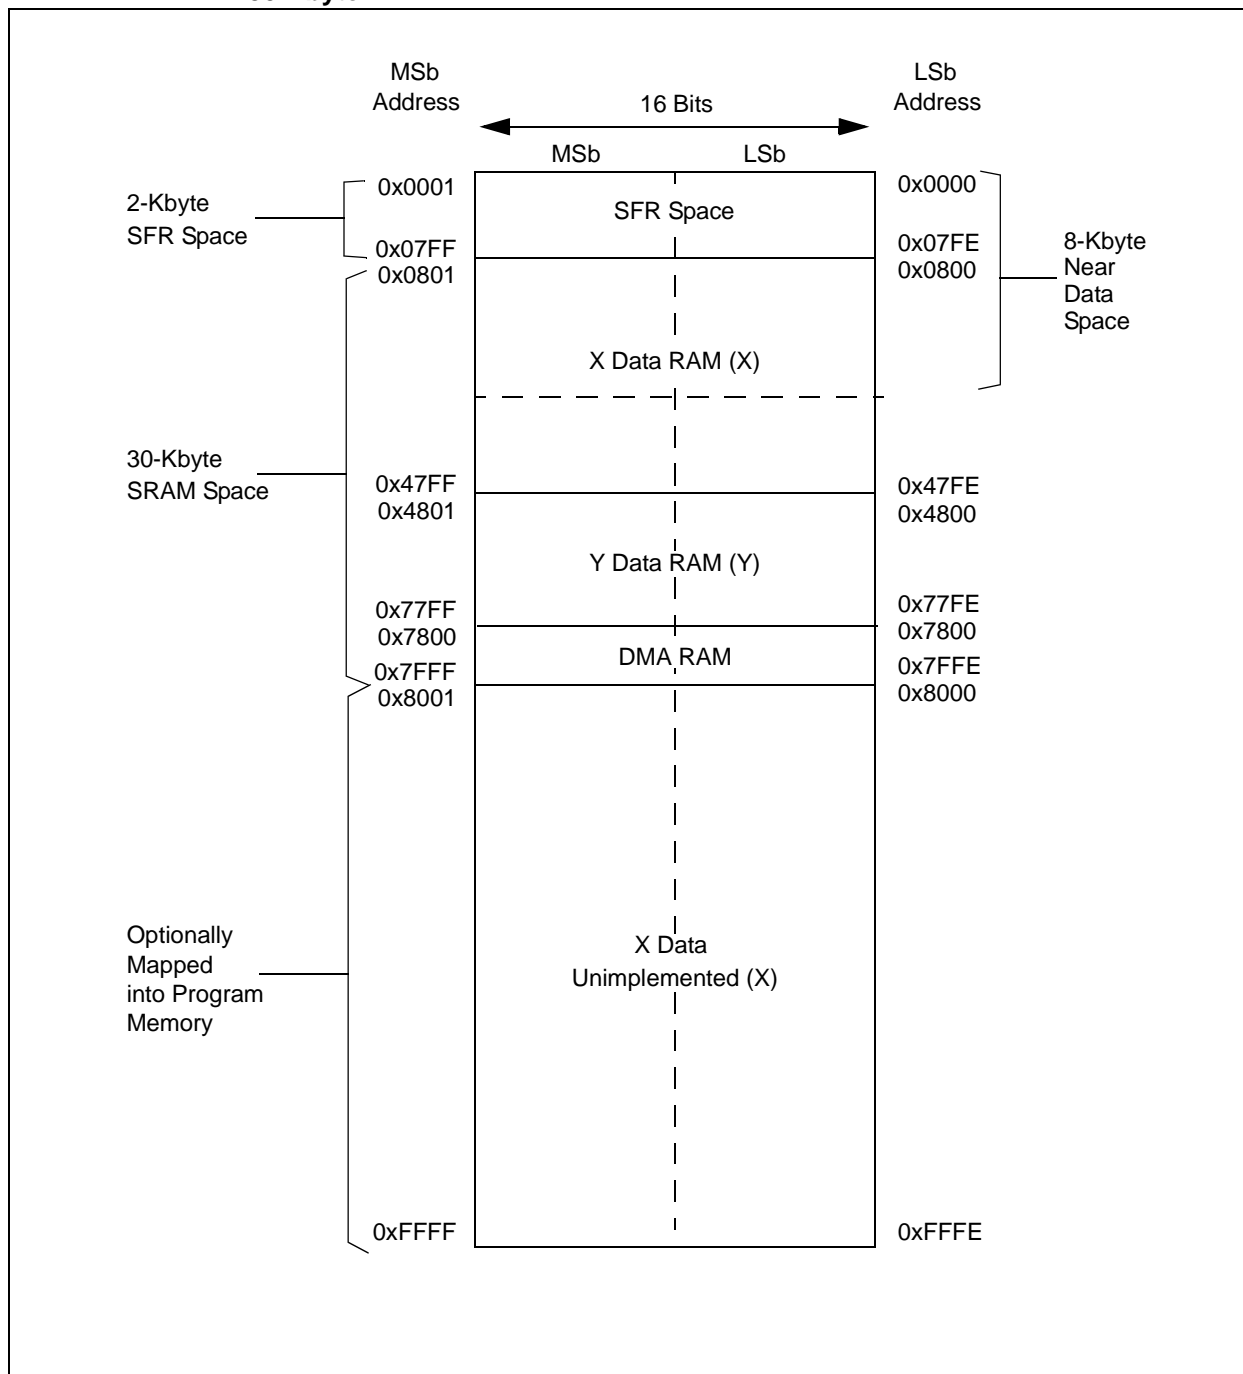 MSb
Address
LSb
Address
16 Bits
MSb
LSb
0x0001
0x0000
2-Kbyte
SFR Space
SFR Space
0x07FF
0x0801
0x07FE
0x0800
8-Kbyte
Near
Data
Space
X Data RAM (X)
30-Kbyte
SRAM Space
0x47FF
0x4801
0x47FE
0x4800
Y Data RAM (Y)
0x77FF
0x7800
0x77FE
0x7800
DMA RAM
0x7FFF
0x8001
0x7FFE
0x8000
Optionally
Mapped
into Program
Memory
X Data
Unimplemented (X)
0xFFFF
0xFFFE